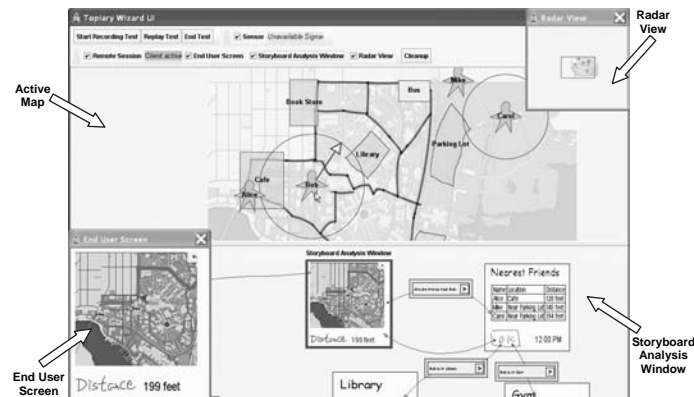 Topiary Wizard UI
Radar View
Radar
View
Start Recording Test Replay Test End Test Sensor Unavailable Signal
Remote Session Client active End User Screen Storyboard Analysis Window Radar View Cleanup
Active
Map
Mike
Bus
Book Store
Carol
Parking Lot
Library
Cafe
Bob
Alice
End User Screen
Storyboard Analysis Window
Nearest Friends
Name Location Distance
Alice Cafe
Mike Near Parking Lot
Carol Near Parking Lot
12:00 PM
Storyboard
Analysis
Window
End User
Screen
Distance 199 feet
Distance
Library
Gym